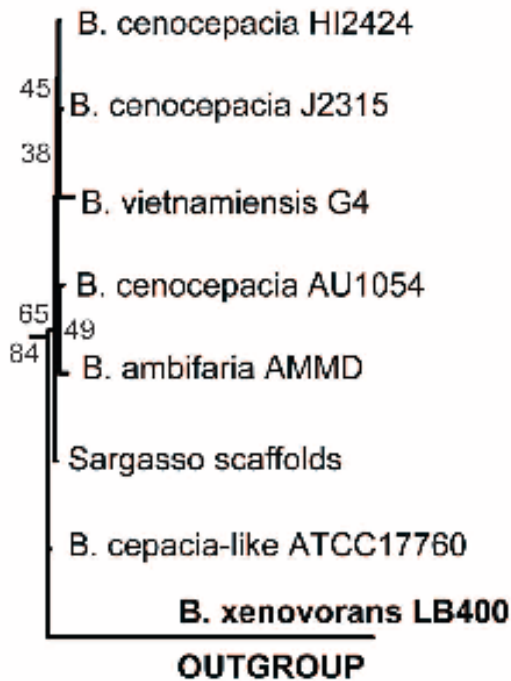 B. cenocepacia HI2424
45
B. cenocepacia J2315
38
B. vietnamiensis G4
B. cenocepacia AU1054
65
49
84
B. ambifaria AMMD
Sargasso scaffolds
B. cepacia-like ATCC17760
B. xenovorans LB400
OUTGROUP